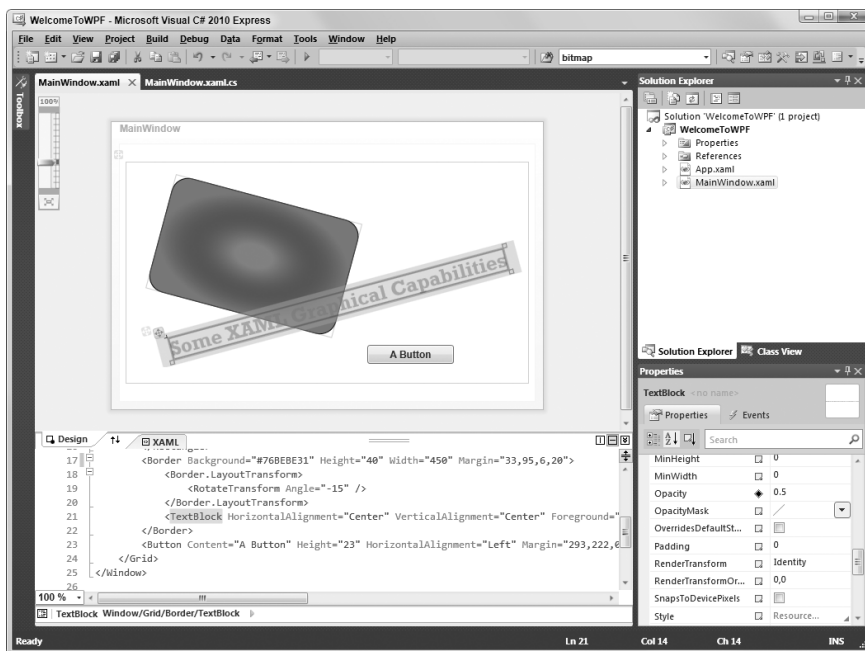 WelcomeToWPF - Microsoft Visual C# 2010 Express
File Edit View Project Build Debug Data Format Tools Window Help
bitmap
Toolbox
MainWindow.xaml MainWindow.xaml.cs
100%
MainWindow
Some XAML Graphical Capabilities
A Button
Design XAML
17 <Border Background="#76BEBE31" Height="40" Width="450" Margin="33,95,6,20">
18 <Border.LayoutTransform>
19 <RotateTransform Angle="-15" />
20 </Border.LayoutTransform>
21 <TextBlock HorizontalAlignment="Center" VerticalAlignment="Center" Foreground="
22 </Border>
23 <Button Content="A Button" Height="23" HorizontalAlignment="Left" Margin="293,222,0
24 </Grid>
25 </Window>
26
100 %
TextBlock Window/Grid/Border/TextBlock
Solution Explorer
Solution 'WelcomeToWPF' (1 project)
WelcomeToWPF
Properties
References
App.xaml
MainWindow.xaml
Solution Explorer Class View
Properties
TextBlock <no name>
Properties Events
Search
MinHeight 0
MinWidth 0
Opacity 0.5
OpacityMask
OverridesDefaultSt...
Padding 0
RenderTransform Identity
RenderTransformOr... 0,0
SnapsToDevicePixels
Style Resource...
Ready Ln 21 Col 14 Ch 14 INS